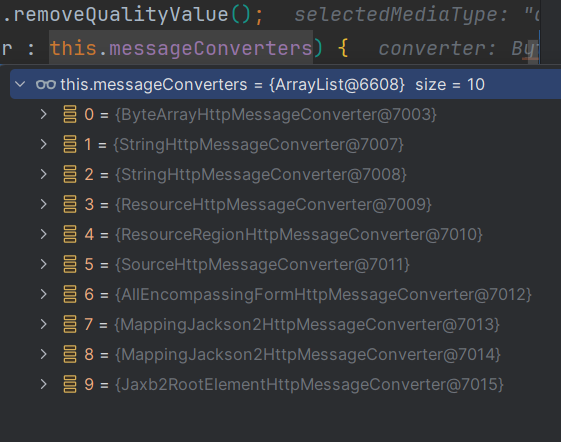 .removeQualityValue(); selectedMediaType: "
r : this.messageConverters) { converter: By
this.messageConverters = {ArrayList@6608} size = 10
0 = {ByteArrayHttpMessageConverter@7003}
1 = {StringHttpMessageConverter@7007}
2 = {StringHttpMessageConverter@7008}
3 = {ResourceHttpMessageConverter@7009}
4 = {ResourceRegionHttpMessageConverter@7010}
5 = {SourceHttpMessageConverter@7011}
6 = {AllEncompassingFormHttpMessageConverter@7012}
7 = {MappingJackson2HttpMessageConverter@7013}
8 = {MappingJackson2HttpMessageConverter@7014}
9 = {Jaxb2RootElementHttpMessageConverter@7015}